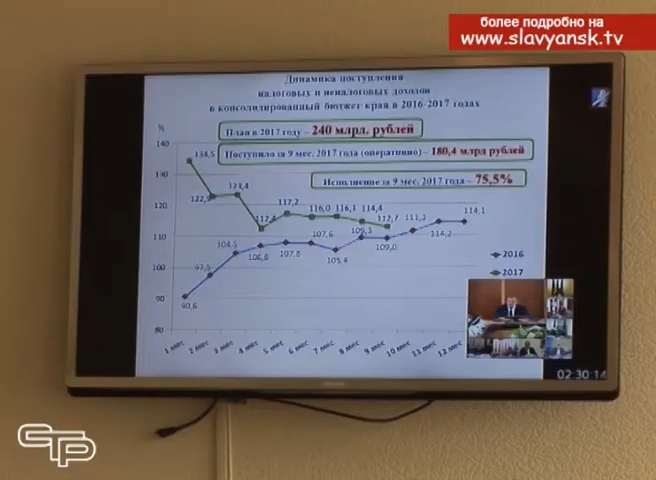 более подробно на
www.slavyansk.tv
Динамика поступления
налоговых и неналоговых доходов
в консолидированный бюджет края в 2016-2017 годах
%
План в 2017 году – 240 млрд. рублей
Поступило за 9 мес. 2017 года (оперативно) – 180,4 млрд рублей
Исполнение за 9 мес. 2017 года – 75,5%
140
130
120
110
100
90
80
134,5
122,9
123,4
112,4
117,2
116,0
116,1
114,4
112,7
90,6
97,5
104,5
106,8
107,8
107,6
105,4
109,3
109,0
111,3
114,2
114,1
2016
2017
1 мес
2 мес
3 мес
4 мес
5 мес
6 мес
7 мес
8 мес
9 мес
10 мес
11 мес
12 мес
02:30:14
СТР